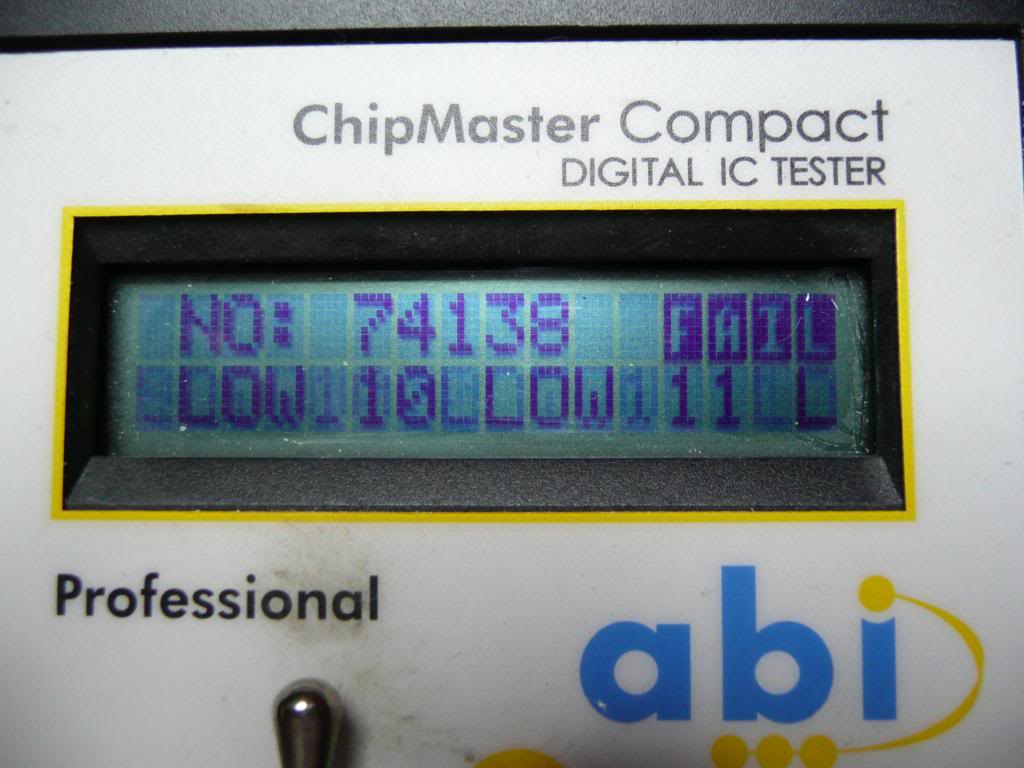 ChipMaster Compact
DIGITAL IC TESTER
NO: 74138 FAIL
LOW 10 LOW 11 L
Professional
abi